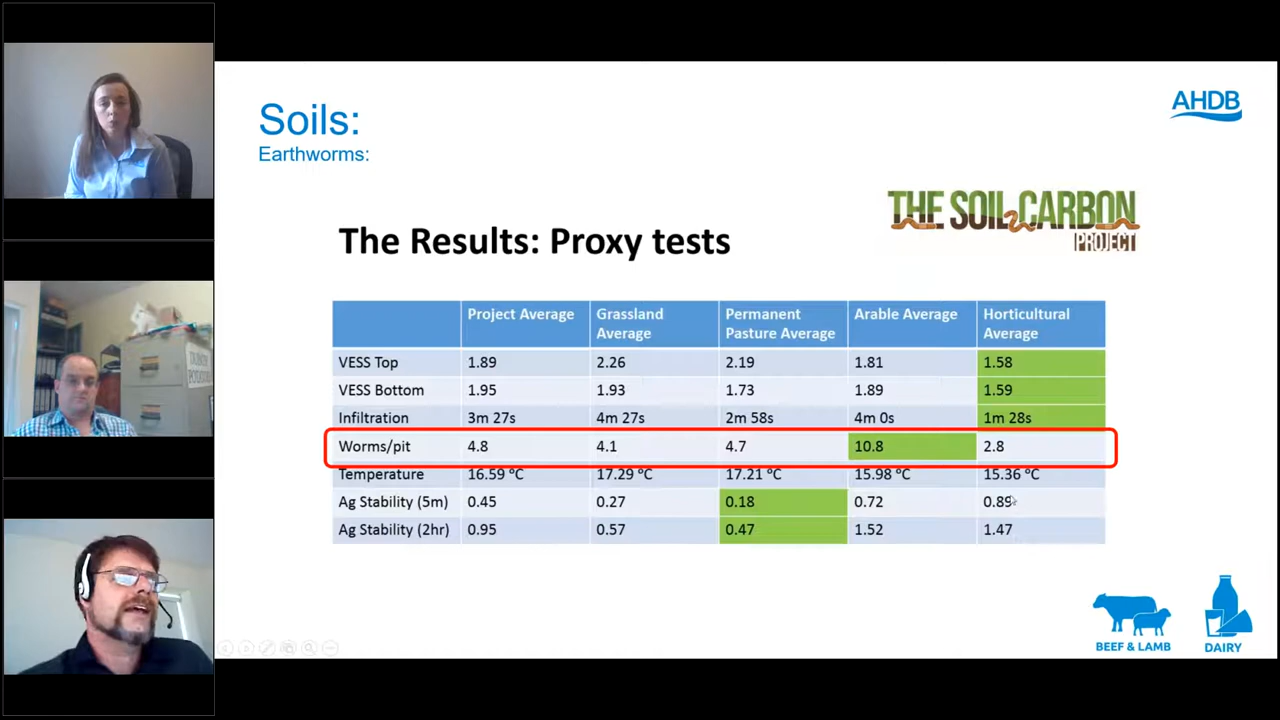 Soils:
Earthworms:
AHDB
THE SOIL CARBON
PROJECT
The Results: Proxy tests
Project Average
Grassland Average
Permanent Pasture Average
Arable Average
Horticultural Average
VESS Top 1.89 2.26 2.19 1.81 1.58
VESS Bottom 1.95 1.93 1.73 1.89 1.59
Infiltration 3m 27s 4m 27s 2m 58s 4m 0s 1m 28s
Worms/pit 4.8 4.1 4.7 10.8 2.8
Temperature 16.59 °C 17.29 °C 17.21 °C 15.98 °C 15.36 °C
Ag Stability (5m) 0.45 0.27 0.18 0.72 0.89
Ag Stability (2hr) 0.95 0.57 0.47 1.52 1.47
BEEF & LAMB
DAIRY